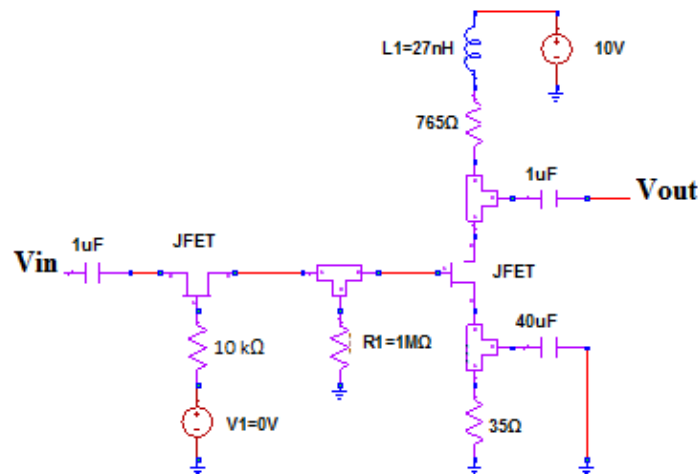 L1=27nH
10V
765Ω
1uF
Vout
Vin
1uF
JFET
JFET
10 kΩ
R1=1MΩ
40uF
V1=0V
35Ω